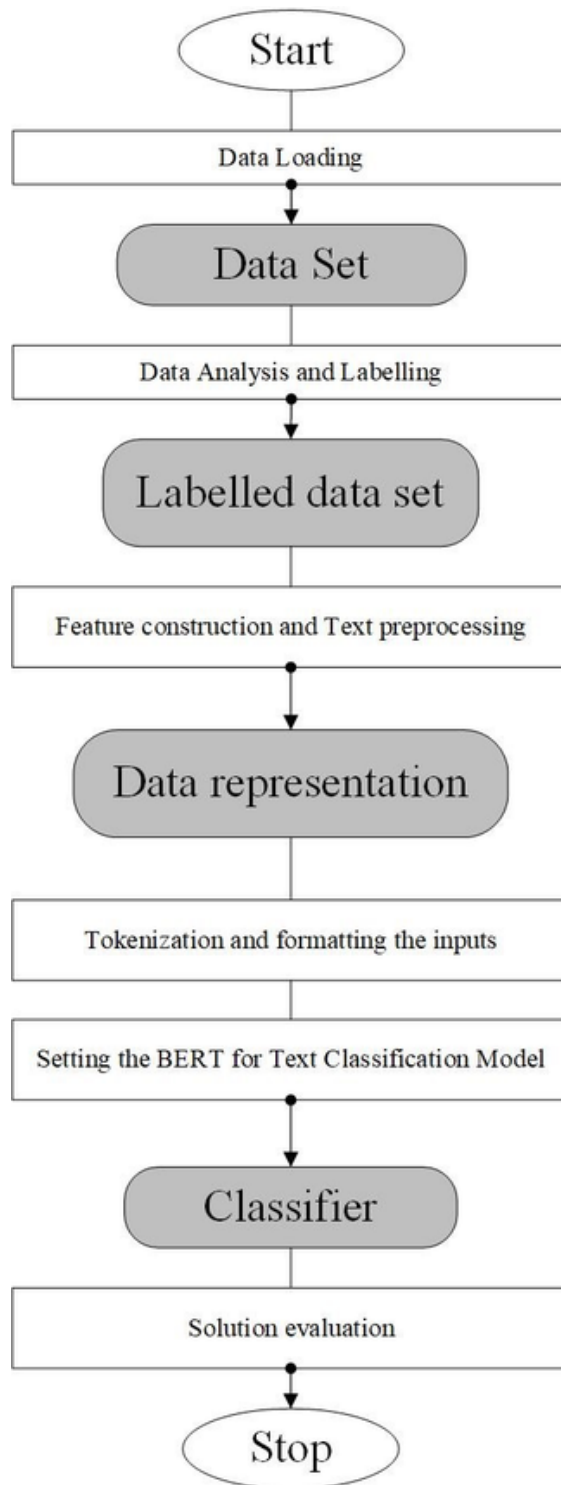 Start
Data Loading
Data Set
Data Analysis and Labelling
Labelled data set
Feature construction and Text preprocessing
Data representation
Tokenization and formatting the inputs
Setting the BERT for Text Classification Model
Classifier
Solution evaluation
Stop